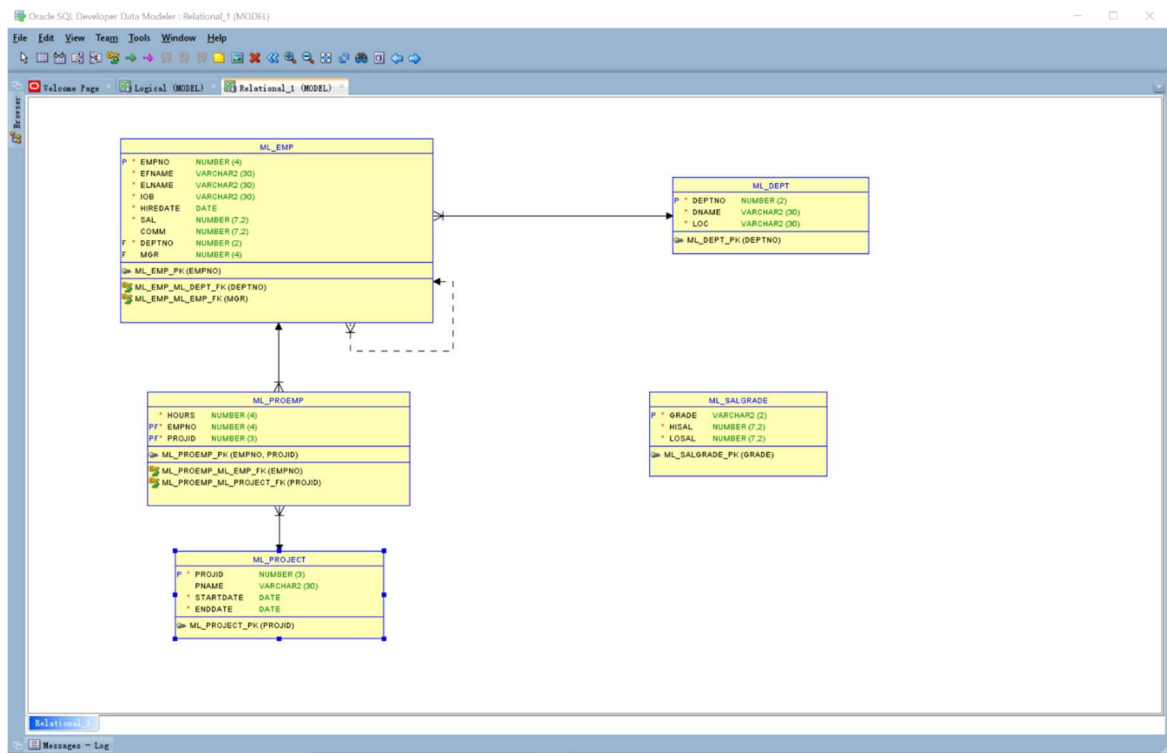 Oracle SQL Developer Data Modeler : Relational_1 (MODEL)
File Edit View Team Tools Window Help
Welcome Page Logical (MODEL) Relational_1 (MODEL)
Browser
ML_EMP
P * EMPNO NUMBER (4)
* EFNAME VARCHAR2 (30)
* ELNAME VARCHAR2 (30)
* IOB VARCHAR2 (30)
* HIREDATE DATE
* SAL NUMBER (7,2)
COMM NUMBER (7,2)
F * DEPTNO NUMBER (2)
F MGR NUMBER (4)
ML_EMP_PK (EMPNO)
ML_EMP_ML_DEPT_FK (DEPTNO)
ML_EMP_ML_EMP_FK (MGR)
ML_DEPT
P * DEPTNO NUMBER (2)
* DNAME VARCHAR2 (30)
* LOC VARCHAR2 (30)
ML_DEPT_PK (DEPTNO)
ML_PROEMP
* HOURS NUMBER (4)
PF* EMPNO NUMBER (4)
PF* PROJID NUMBER (3)
ML_PROEMP_PK (EMPNO, PROJID)
ML_PROEMP_ML_EMP_FK (EMPNO)
ML_PROEMP_ML_PROJECT_FK (PROJID)
ML_SALGRADE
P * GRADE VARCHAR2 (2)
* HISAL NUMBER (7,2)
* LOSAL NUMBER (7,2)
ML_SALGRADE_PK (GRADE)
ML_PROJECT
P * PROJID NUMBER (3)
PNAME VARCHAR2 (30)
* STARTDATE DATE
* ENDDATE DATE
ML_PROJECT_PK (PROJID)
Relational_1
Messages - Log